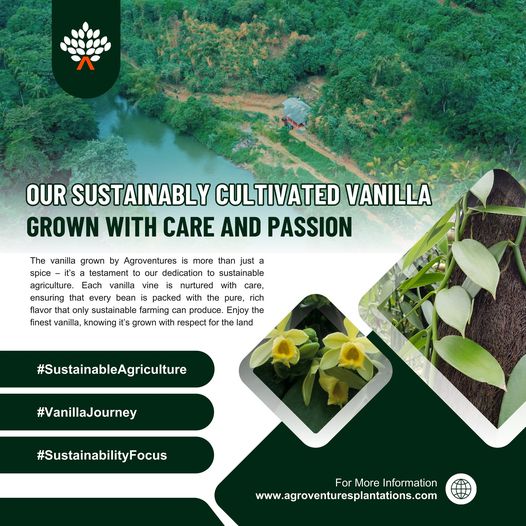 OUR SUSTAINABLY CULTIVATED VANILLA
GROWN WITH CARE AND PASSION
The vanilla grown by Agroventures is more than just a
spice – it's a testament to our dedication to sustainable
agriculture. Each vanilla vine is nurtured with care,
ensuring that every bean is packed with the pure, rich
flavor that only sustainable farming can produce. Enjoy the
finest vanilla, knowing it's grown with respect for the land
#SustainableAgriculture
#VanillaJourney
#SustainabilityFocus
For More Information
www.agroventuresplantations.com